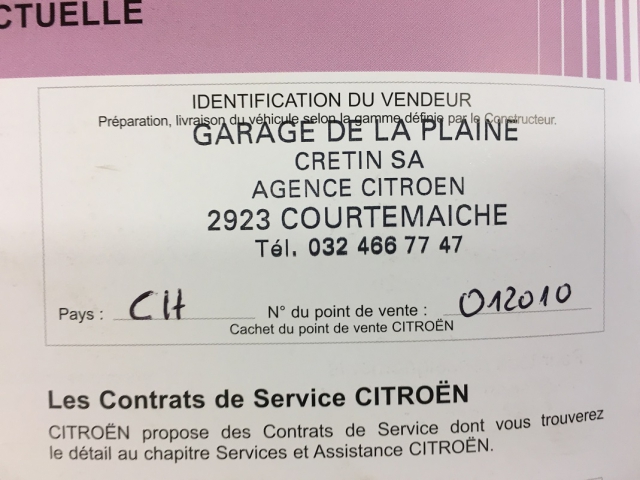 CTUELLE
IDENTIFICATION DU VENDEUR
Préparation, livraison du véhicule selon la gamme définie par le Constructeur.
GARAGE DE LA PLAINE
CRETIN SA
AGENCE CITROEN
2923 COURTEMAICHE
Tél. 032 466 77 47
Pays : CH N° du point de vente : 012010
Cachet du point de vente CITROËN
Les Contrats de Service CITROËN
CITROËN propose des Contrats de Service dont vous trouverez
le détail au chapitre Services et Assistance CITROËN.